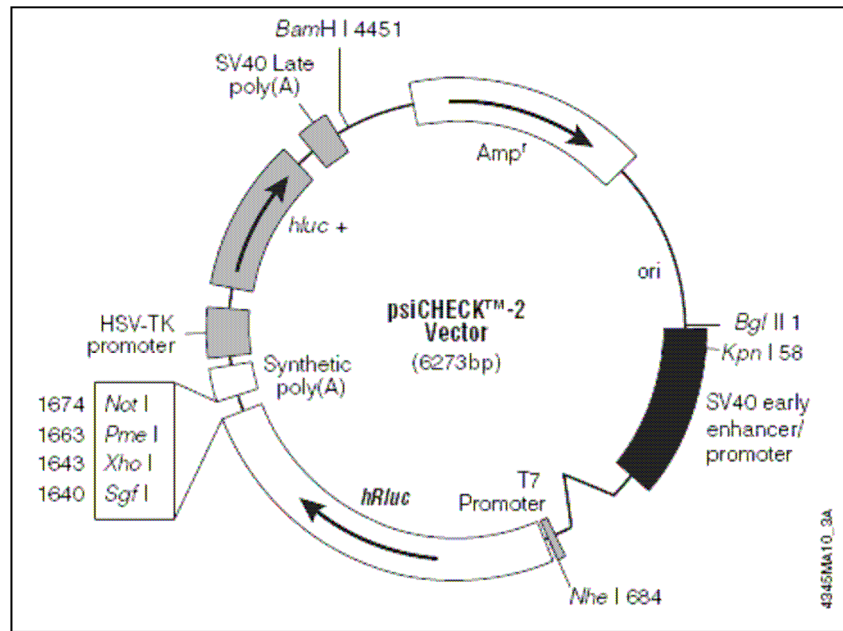 BamH I 4451
SV40 Late
poly(A)
Ampʳ
hluc +
ori
psiCHECK™-2
Vector
(6273bp)
Bgl II 1
Kpn I 58
HSV-TK
promoter
Synthetic
poly(A)
SV40 early
enhancer/
promoter
1674 Not I
1663 Pme I
1643 Xho I
1640 Sgf I
T7
Promoter
hRluc
Nhe I 684
4345MA10_3A